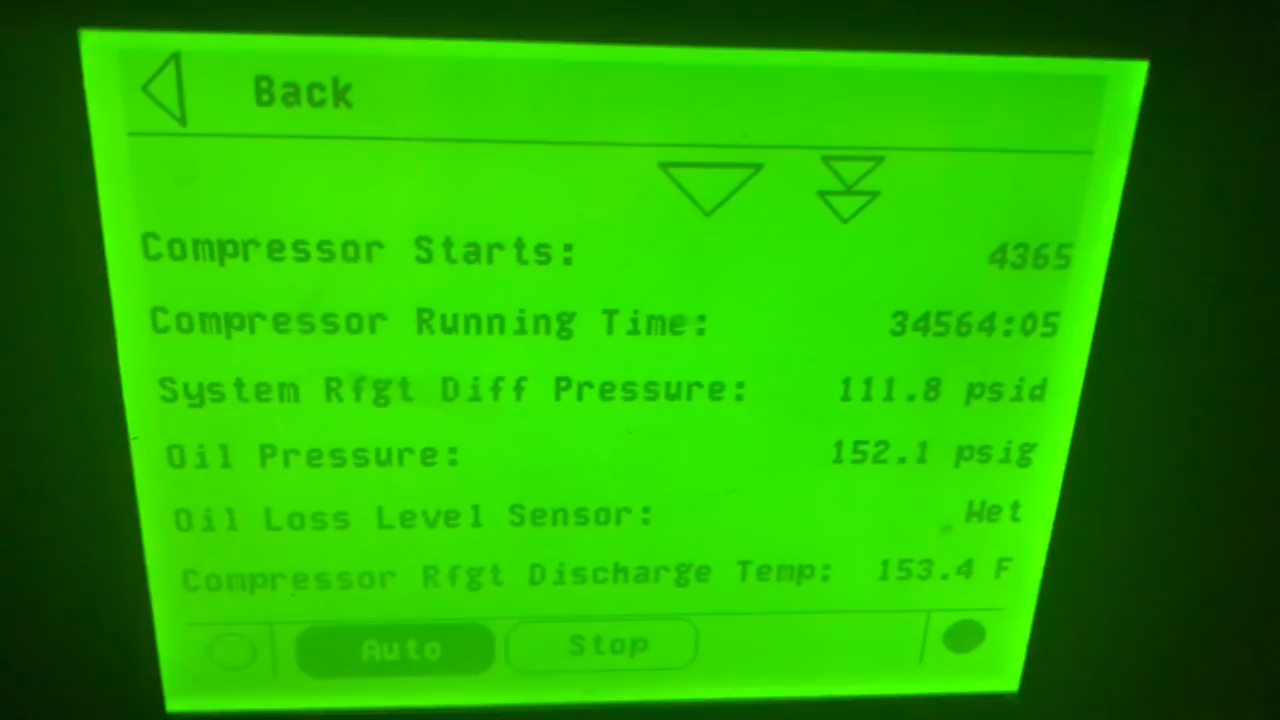 Back
Compressor Starts: 4365
Compressor Running Time: 34564:05
System Rfgt Diff Pressure: 111.8 psid
Oil Pressure: 152.1 psig
Oil Loss Level Sensor: Wet
Compressor Rfgt Discharge Temp: 153.4 F
Auto Stop